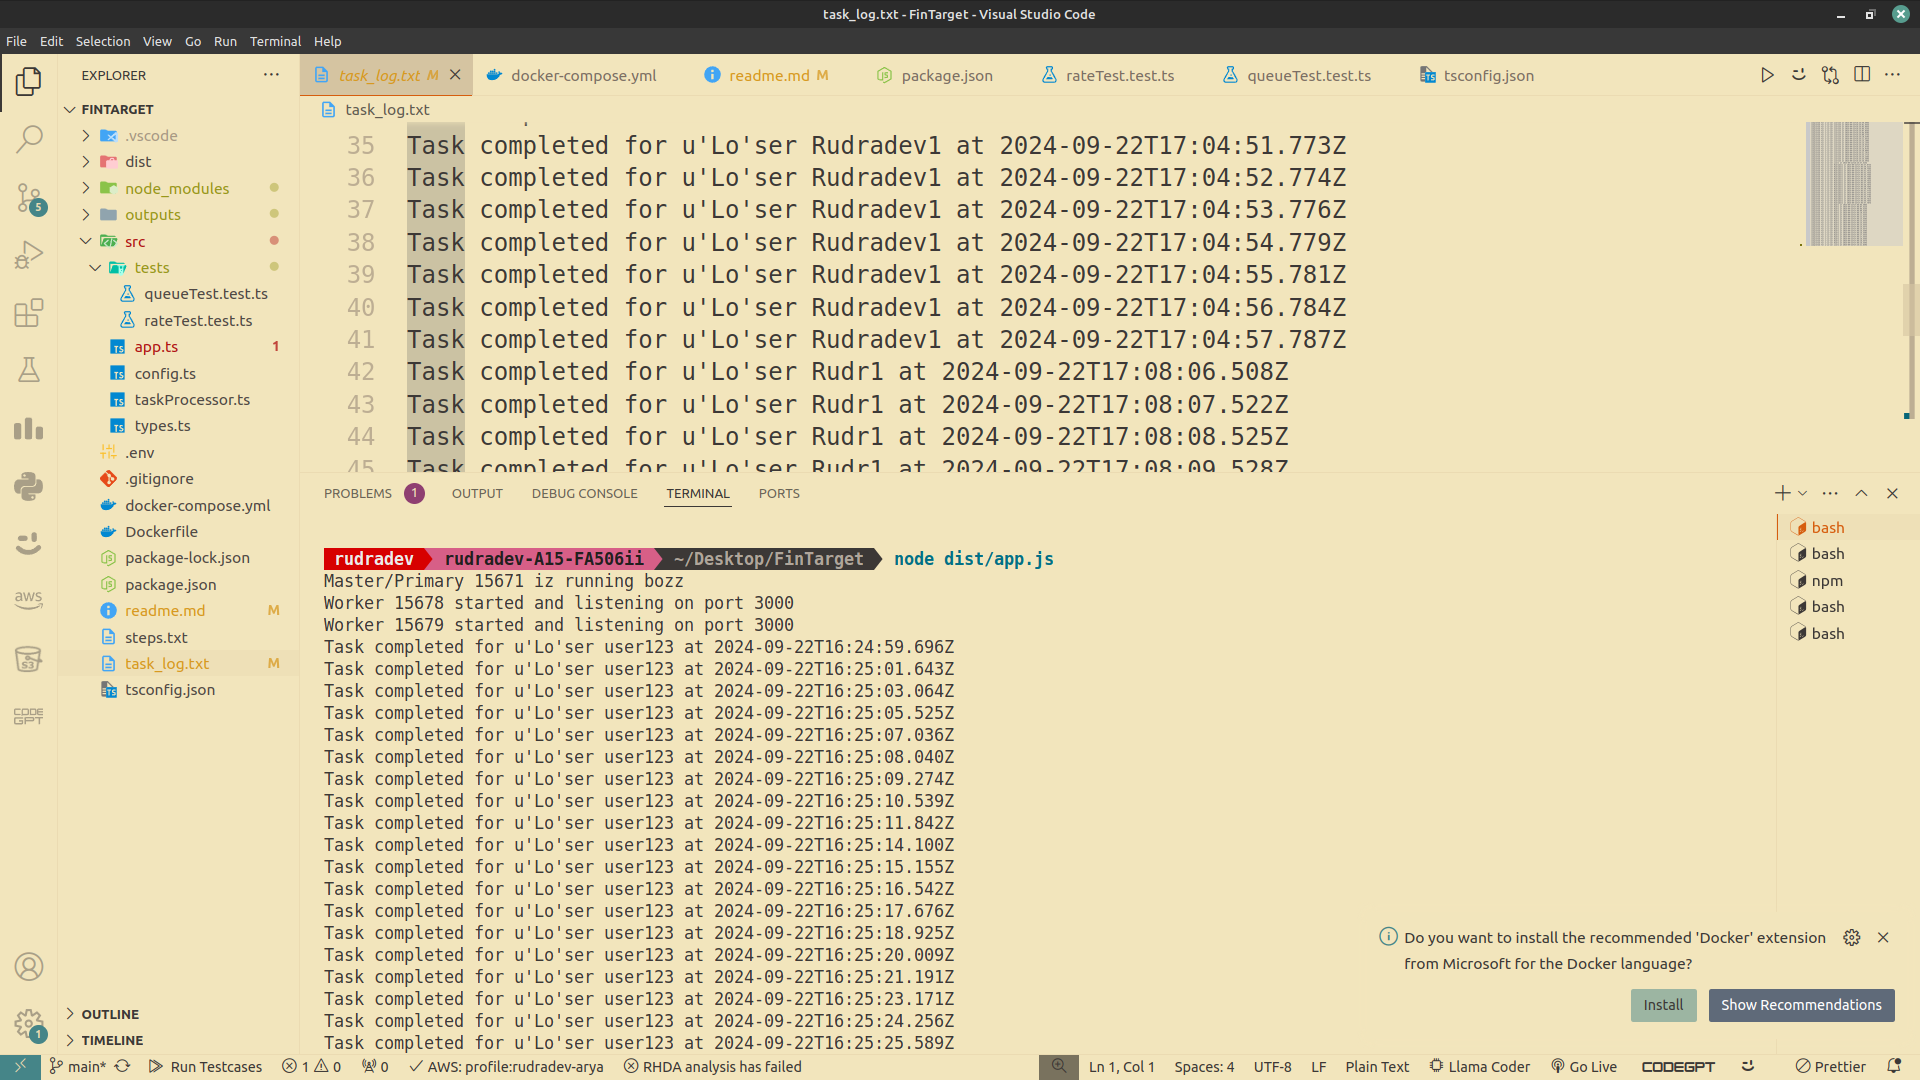 task_log.txt - FinTarget - Visual Studio Code
File Edit Selection View Go Run Terminal Help
EXPLORER
FINTARGET
.vscode
dist
node_modules
outputs
src
tests
queueTest.test.ts
rateTest.test.ts
app.ts 1
config.ts
taskProcessor.ts
types.ts
.env
.gitignore
docker-compose.yml
Dockerfile
package-lock.json
package.json
readme.md M
steps.txt
task_log.txt M
tsconfig.json
OUTLINE
TIMELINE
5
aws
S3
CODE GPT
1
task_log.txt M docker-compose.yml readme.md M package.json rateTest.test.ts queueTest.test.ts tsconfig.json
task_log.txt
35 Task completed for u'Lo'ser Rudradev1 at 2024-09-22T17:04:51.773Z
36 Task completed for u'Lo'ser Rudradev1 at 2024-09-22T17:04:52.774Z
37 Task completed for u'Lo'ser Rudradev1 at 2024-09-22T17:04:53.776Z
38 Task completed for u'Lo'ser Rudradev1 at 2024-09-22T17:04:54.779Z
39 Task completed for u'Lo'ser Rudradev1 at 2024-09-22T17:04:55.781Z
40 Task completed for u'Lo'ser Rudradev1 at 2024-09-22T17:04:56.784Z
41 Task completed for u'Lo'ser Rudradev1 at 2024-09-22T17:04:57.787Z
42 Task completed for u'Lo'ser Rudr1 at 2024-09-22T17:08:06.508Z
43 Task completed for u'Lo'ser Rudr1 at 2024-09-22T17:08:07.522Z
44 Task completed for u'Lo'ser Rudr1 at 2024-09-22T17:08:08.525Z
45 Task completed for u'Lo'ser Rudr1 at 2024-09-22T17:08:09.528Z
PROBLEMS 1 OUTPUT DEBUG CONSOLE TERMINAL PORTS
rudradev rudradev-A15-FA506ii ~/Desktop/FinTarget node dist/app.js
Master/Primary 15671 iz running bozz
Worker 15678 started and listening on port 3000
Worker 15679 started and listening on port 3000
Task completed for u'Lo'ser user123 at 2024-09-22T16:24:59.696Z
Task completed for u'Lo'ser user123 at 2024-09-22T16:25:01.643Z
Task completed for u'Lo'ser user123 at 2024-09-22T16:25:03.064Z
Task completed for u'Lo'ser user123 at 2024-09-22T16:25:05.525Z
Task completed for u'Lo'ser user123 at 2024-09-22T16:25:07.036Z
Task completed for u'Lo'ser user123 at 2024-09-22T16:25:08.040Z
Task completed for u'Lo'ser user123 at 2024-09-22T16:25:09.274Z
Task completed for u'Lo'ser user123 at 2024-09-22T16:25:10.539Z
Task completed for u'Lo'ser user123 at 2024-09-22T16:25:11.842Z
Task completed for u'Lo'ser user123 at 2024-09-22T16:25:14.100Z
Task completed for u'Lo'ser user123 at 2024-09-22T16:25:15.155Z
Task completed for u'Lo'ser user123 at 2024-09-22T16:25:16.542Z
Task completed for u'Lo'ser user123 at 2024-09-22T16:25:17.676Z
Task completed for u'Lo'ser user123 at 2024-09-22T16:25:18.925Z
Task completed for u'Lo'ser user123 at 2024-09-22T16:25:20.009Z
Task completed for u'Lo'ser user123 at 2024-09-22T16:25:21.191Z
Task completed for u'Lo'ser user123 at 2024-09-22T16:25:23.171Z
Task completed for u'Lo'ser user123 at 2024-09-22T16:25:24.256Z
Task completed for u'Lo'ser user123 at 2024-09-22T16:25:25.589Z
bash
bash
npm
bash
bash
Do you want to install the recommended 'Docker' extension
from Microsoft for the Docker language?
Install Show Recommendations
main* Run Testcases 1 0 0 AWS: profile:rudradev-arya RHDA analysis has failed Ln 1, Col 1 Spaces: 4 UTF-8 LF Plain Text Llama Coder Go Live CODEGPT Prettier